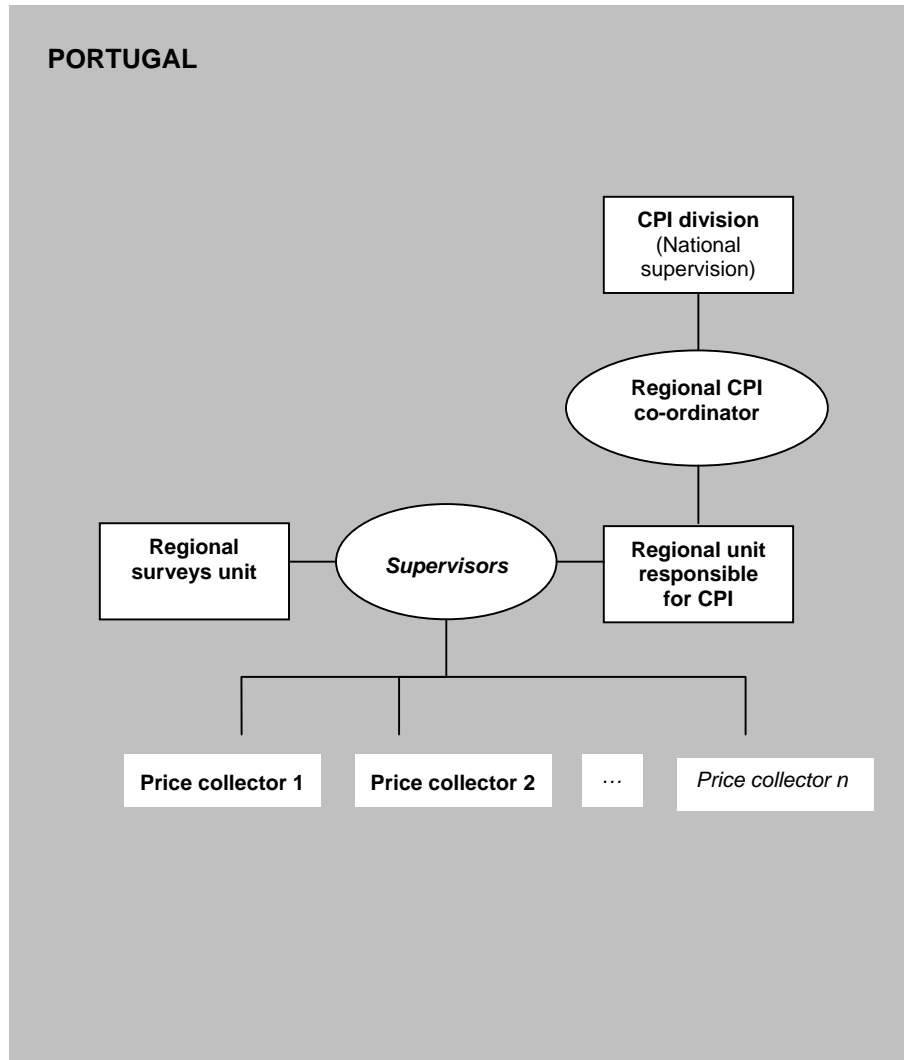 PORTUGAL
CPI division
(National
supervision)
Regional CPI
co-ordinator
Regional
surveys unit
Supervisors
Regional unit
responsible
for CPI
Price collector 1
Price collector 2
…
Price collector n